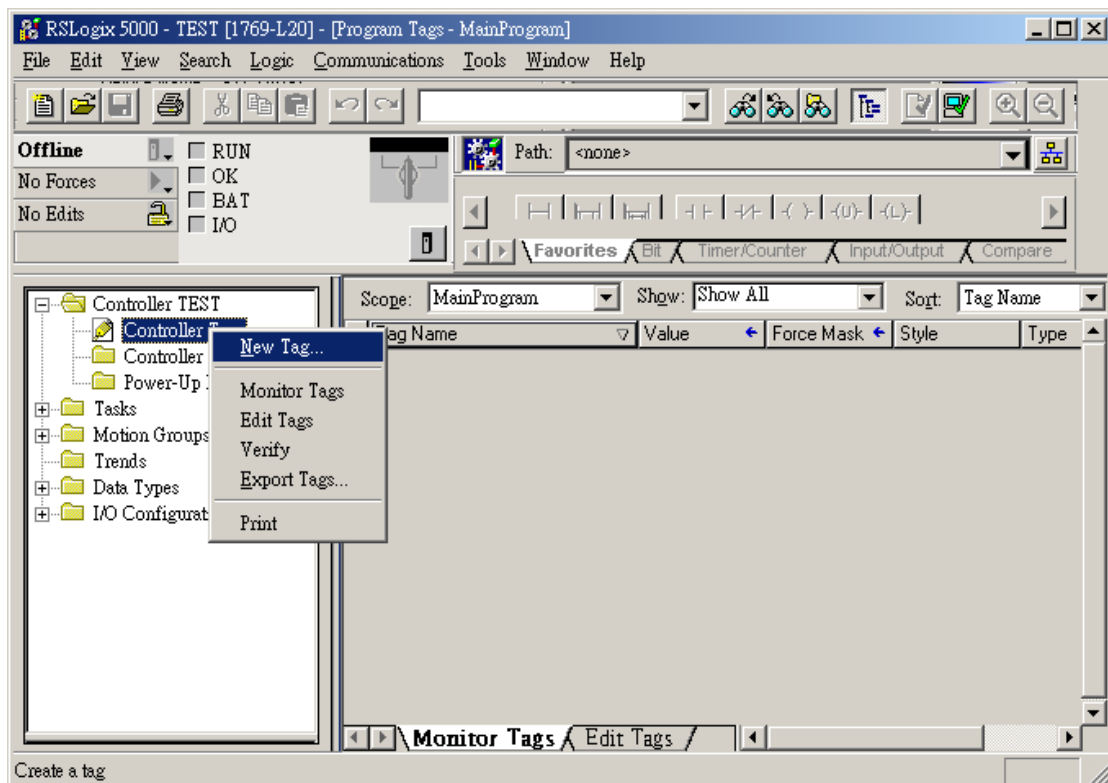 RSLogix 5000 - TEST [1769-L20] - [Program Tags - MainProgram]
File Edit View Search Logic Communications Tools Window Help
Offline
RUN
Path: <none>
No Forces
OK
BAT
No Edits
I/O
Favorites Bit Timer/Counter Input/Output Compare
Scope: MainProgram Show: Show All Sort: Tag Name
Tag Name Value Force Mask Style Type
Controller TEST
Controller
Controller
Power-Up
Tasks
Motion Groups
Trends
Data Types
I/O Configurat
New Tag...
Monitor Tags
Edit Tags
Verify
Export Tags...
Print
Monitor Tags Edit Tags
Create a tag